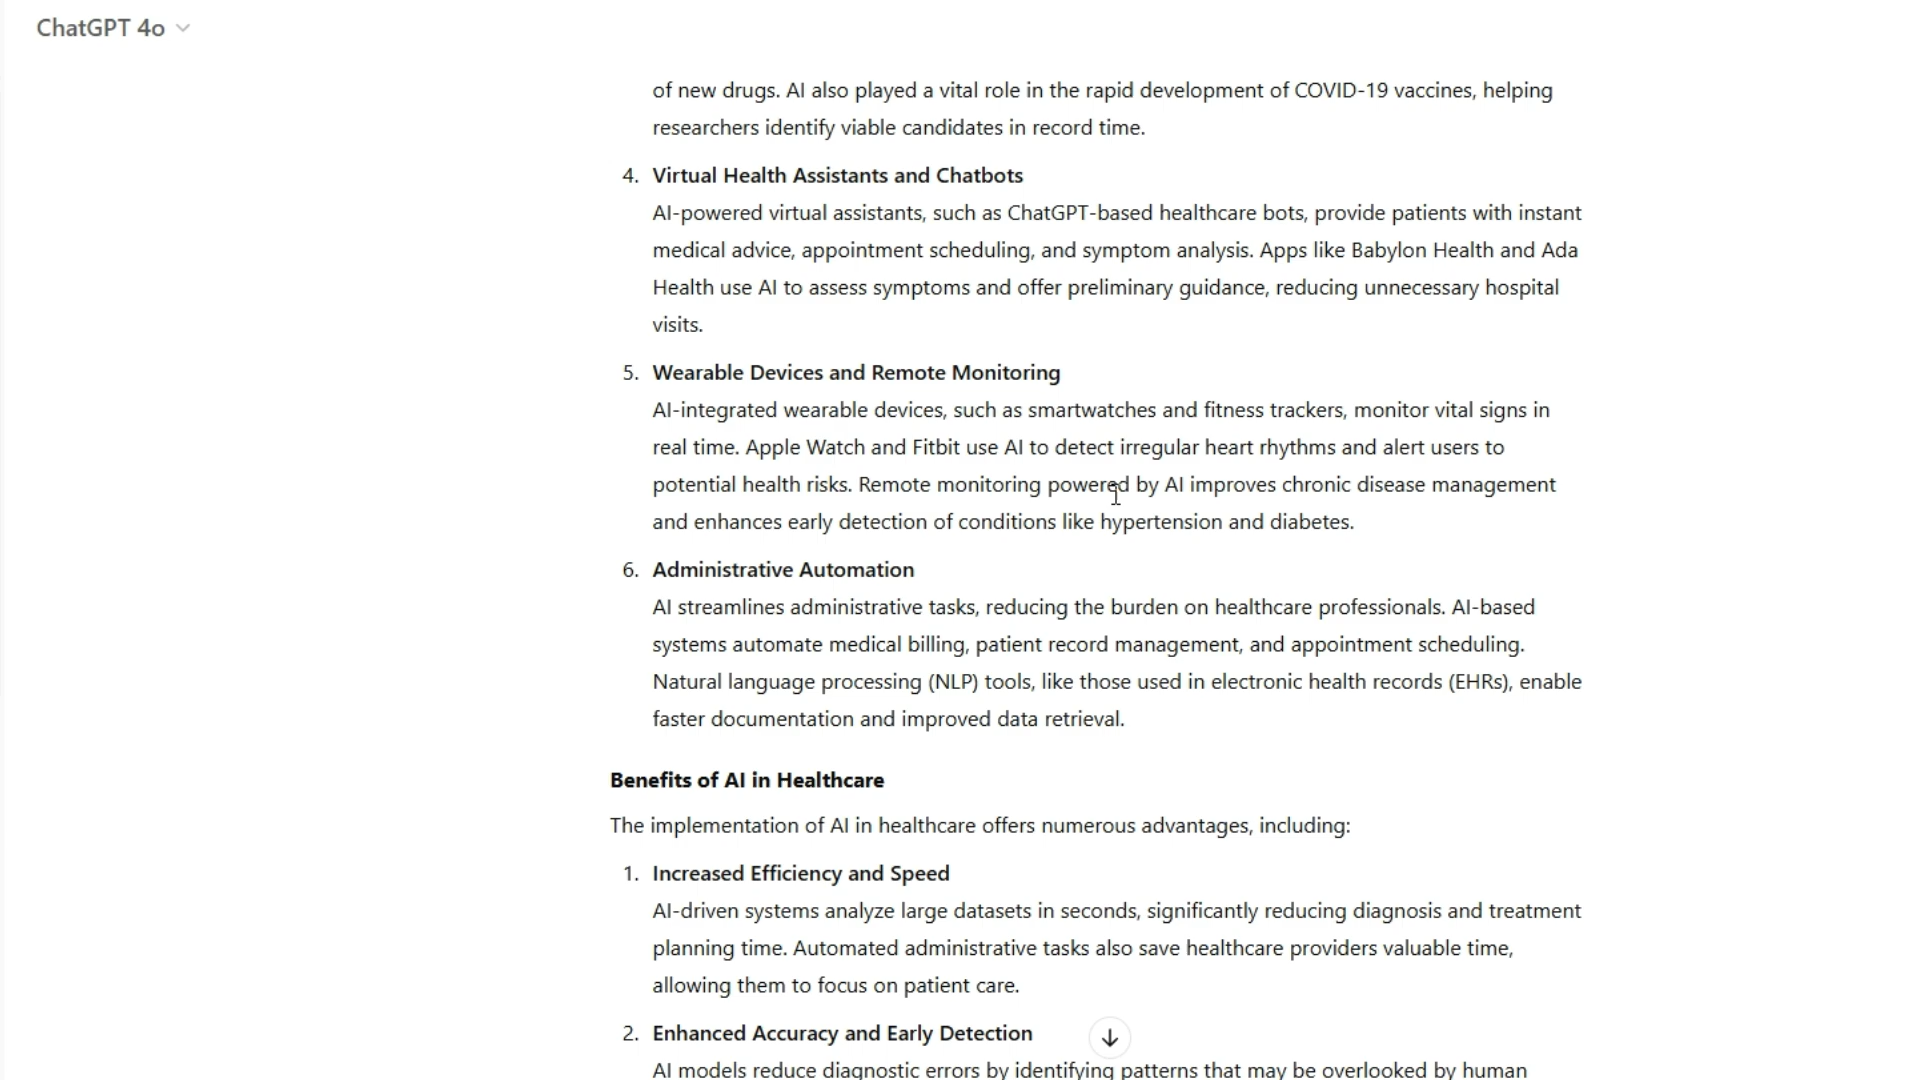 ChatGPT 4o
of new drugs. AI also played a vital role in the rapid development of COVID-19 vaccines, helping
researchers identify viable candidates in record time.
4. Virtual Health Assistants and Chatbots
AI-powered virtual assistants, such as ChatGPT-based healthcare bots, provide patients with instant
medical advice, appointment scheduling, and symptom analysis. Apps like Babylon Health and Ada
Health use AI to assess symptoms and offer preliminary guidance, reducing unnecessary hospital
visits.
5. Wearable Devices and Remote Monitoring
AI-integrated wearable devices, such as smartwatches and fitness trackers, monitor vital signs in
real time. Apple Watch and Fitbit use AI to detect irregular heart rhythms and alert users to
potential health risks. Remote monitoring powered by AI improves chronic disease management
and enhances early detection of conditions like hypertension and diabetes.
6. Administrative Automation
AI streamlines administrative tasks, reducing the burden on healthcare professionals. AI-based
systems automate medical billing, patient record management, and appointment scheduling.
Natural language processing (NLP) tools, like those used in electronic health records (EHRs), enable
faster documentation and improved data retrieval.
Benefits of AI in Healthcare
The implementation of AI in healthcare offers numerous advantages, including:
1. Increased Efficiency and Speed
AI-driven systems analyze large datasets in seconds, significantly reducing diagnosis and treatment
planning time. Automated administrative tasks also save healthcare providers valuable time,
allowing them to focus on patient care.
2. Enhanced Accuracy and Early Detection
AI models reduce diagnostic errors by identifying patterns that may be overlooked by human